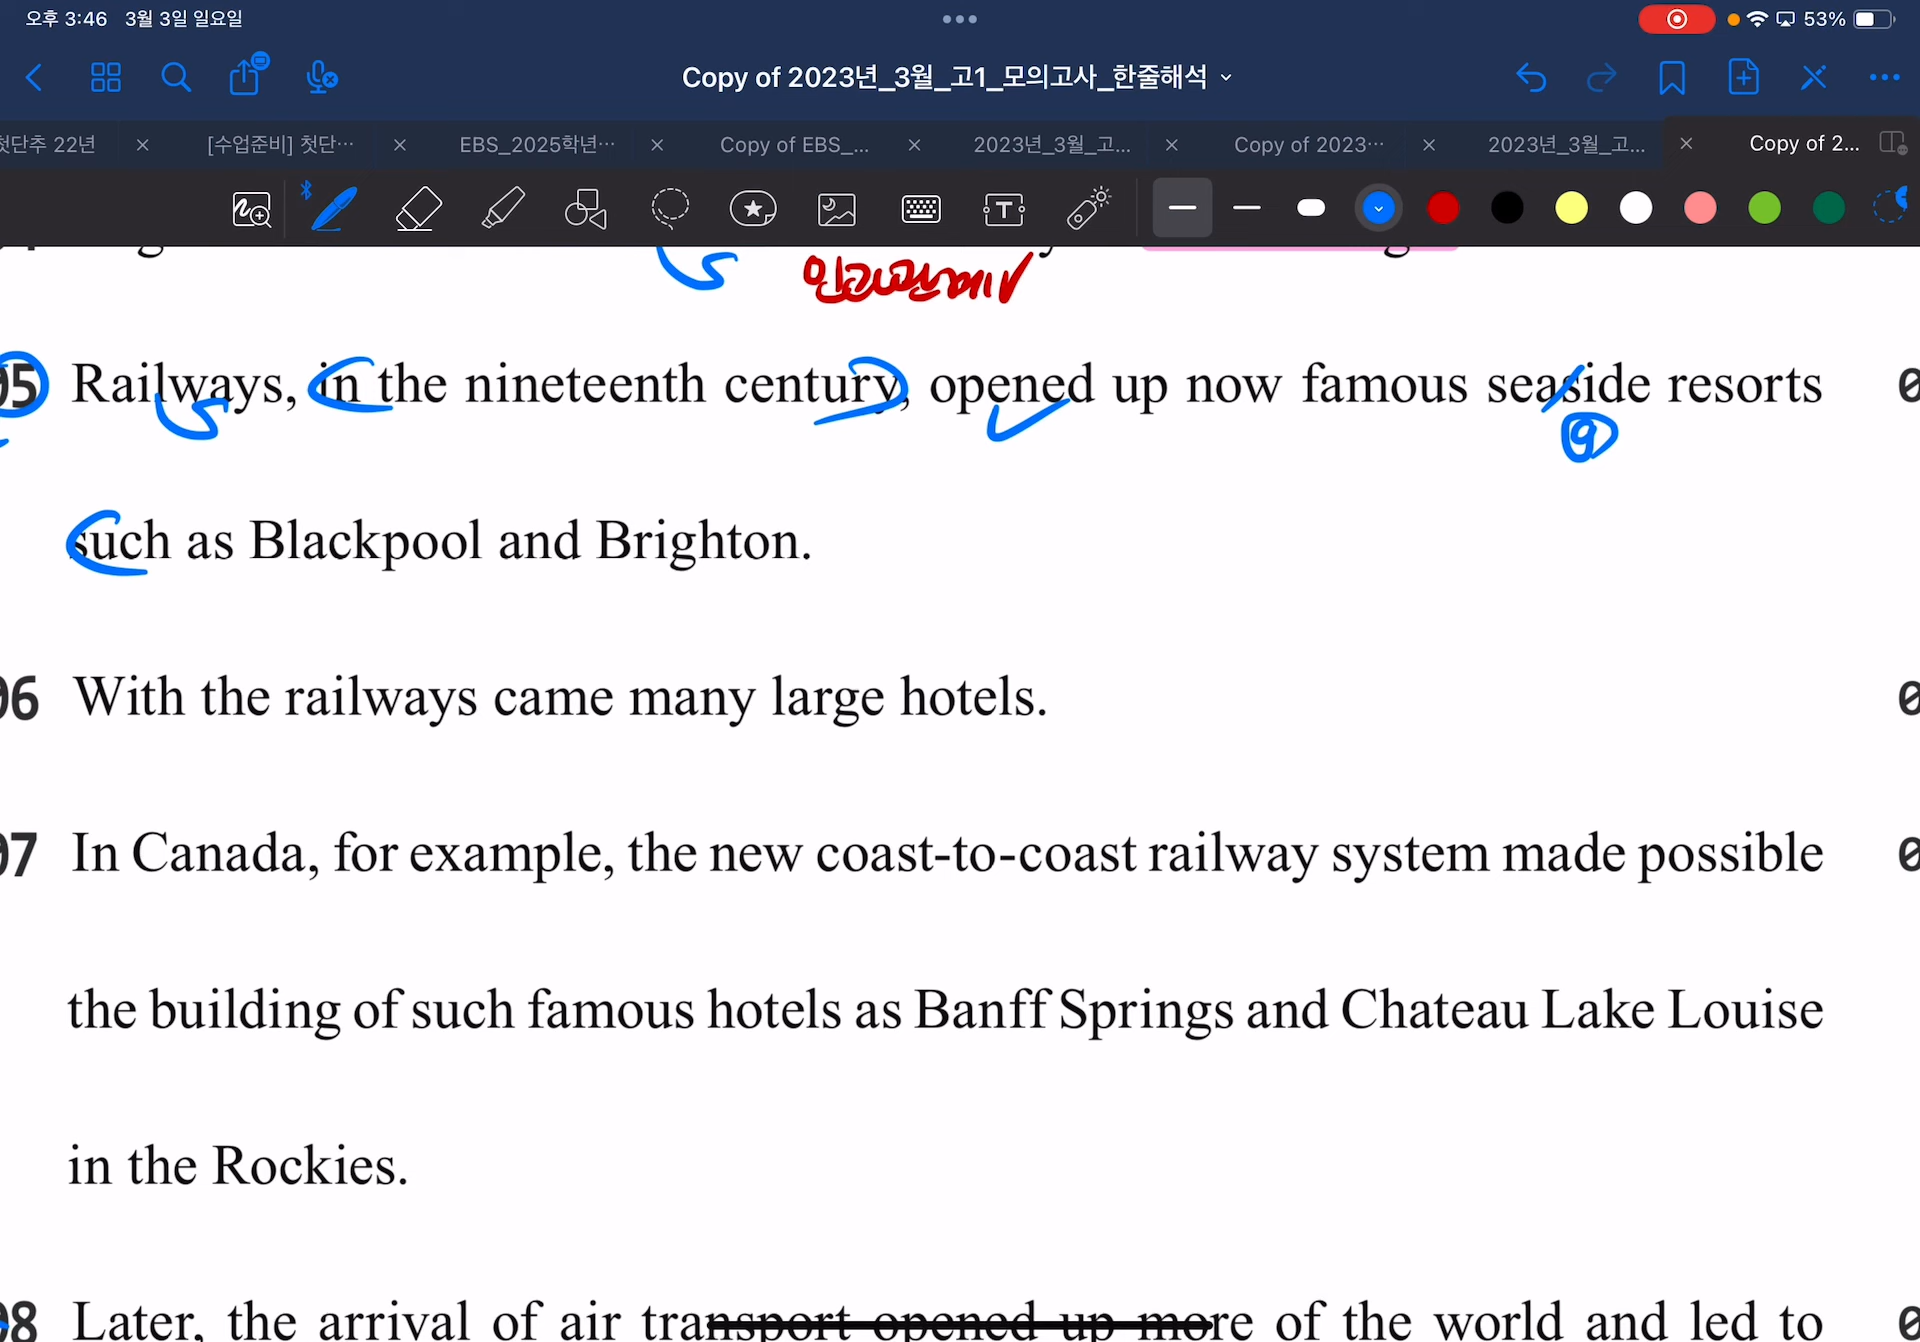 오후 3:46 3월 3일 일요일
53%
Copy of 2023년_3월_고1_모의고사_한줄해석
첫단추 22년
[수업준비] 첫단…
EBS_2025학년…
Copy of EBS_...
2023년_3월_고...
Copy of 2023…
2023년_3월_고...
Copy of 2...
인과관계
05 Railways, in the nineteenth century, opened up now famous seaside resorts
such as Blackpool and Brighton.
06 With the railways came many large hotels.
07 In Canada, for example, the new coast-to-coast railway system made possible
the building of such famous hotels as Banff Springs and Chateau Lake Louise
in the Rockies.
08 Later, the arrival of air transport opened up more of the world and led to